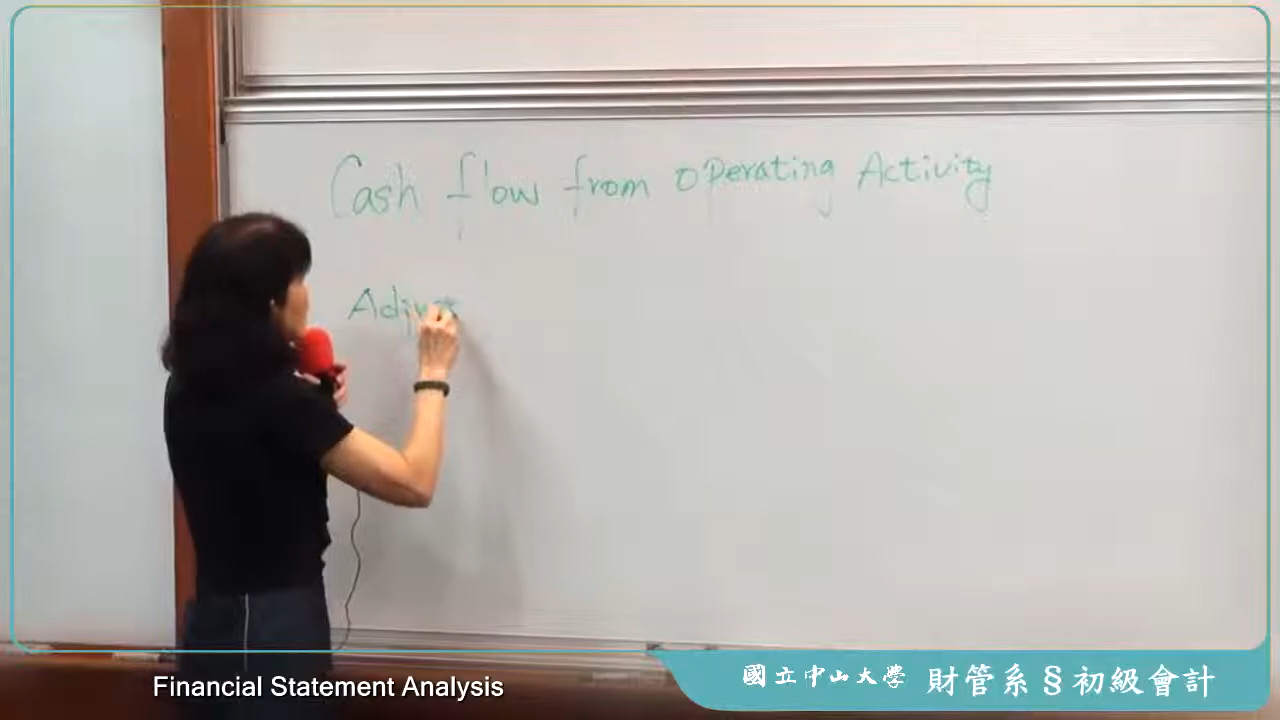 Cash flow from operating Activity
Adjust
Financial Statement Analysis
國立中山大學 財管系§初級會計